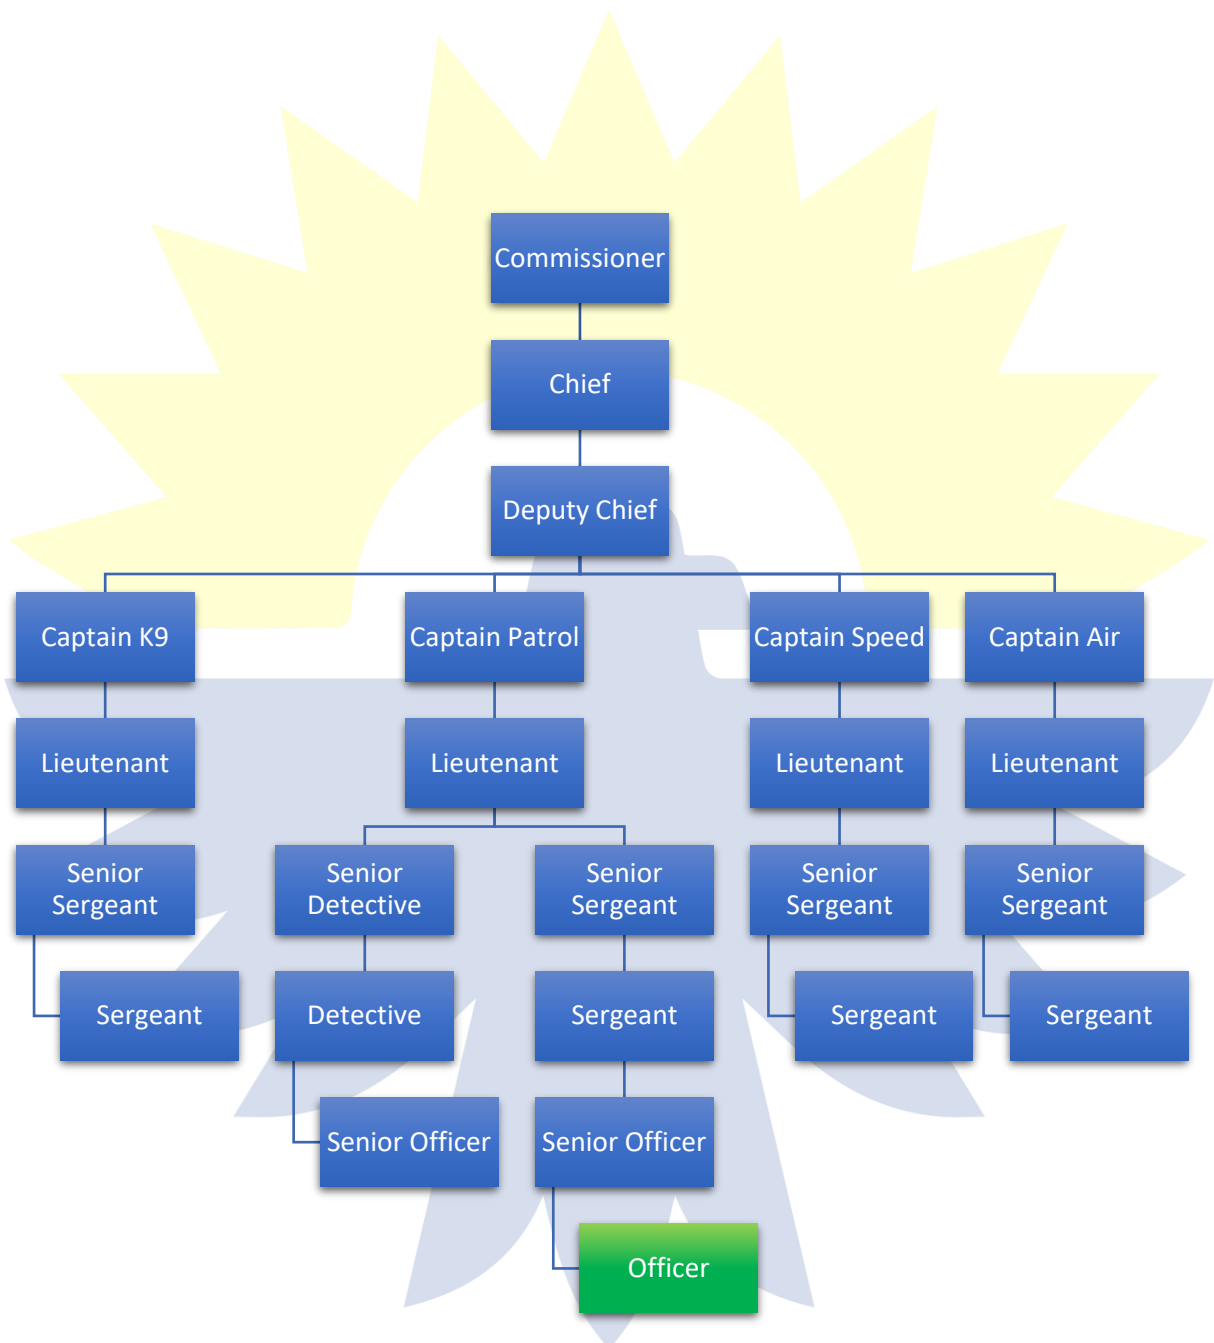 Commissioner
Chief
Deputy Chief
Captain K9
Captain Patrol
Captain Speed
Captain Air
Lieutenant
Lieutenant
Lieutenant
Lieutenant
Senior
Sergeant
Senior
Detective
Senior
Sergeant
Senior
Sergeant
Senior
Sergeant
Sergeant
Detective
Sergeant
Sergeant
Sergeant
Senior Officer
Senior Officer
Officer